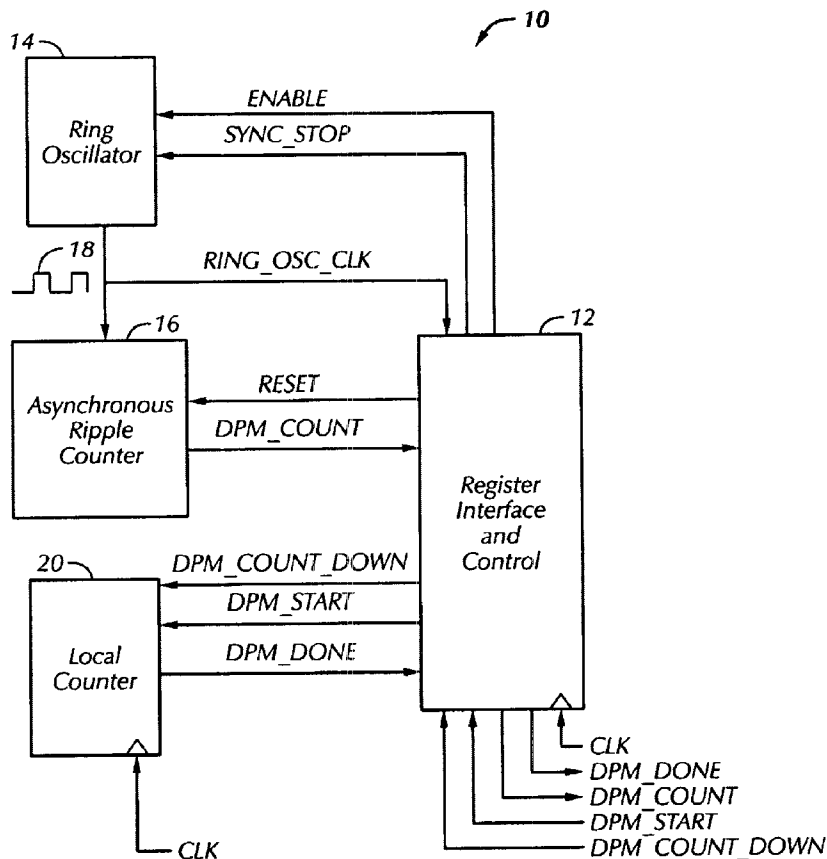 10
14
ENABLE
SYNC_STOP
Ring
Oscillator
18
RING_OSC_CLK
16
12
Asynchronous
Ripple
Counter
RESET
DPM_COUNT
Register
Interface
and
Control
20
DPM_COUNT_DOWN
DPM_START
DPM_DONE
Local
Counter
CLK
DPM_DONE
DPM_COUNT
DPM_START
DPM_COUNT_DOWN
CLK